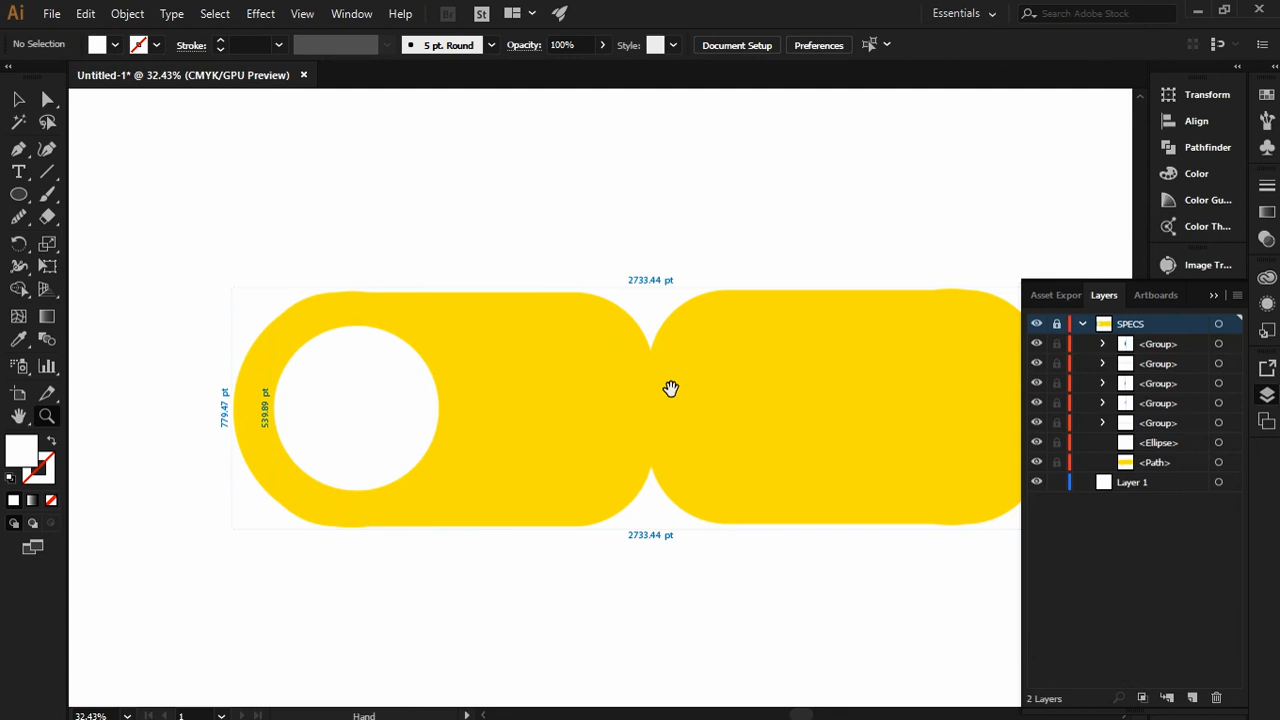 Ai File Edit Object Type Select Effect View Window Help Br St Essentials Search Adobe Stock
No Selection Stroke: 5 pt. Round Opacity: 100% Style: Document Setup Preferences
Untitled-1* @ 32.43% (CMYK/GPU Preview)
Transform
Align
Pathfinder
Color
Color Gu...
Color Th...
Image Tr...
2733.44 pt
779.47 pt
539.89 pt
2733.44 pt
Asset Expor Layers Artboards
SPECS
<Group>
<Group>
<Group>
<Group>
<Group>
<Ellipse>
<Path>
Layer 1
2 Layers
32.43% 1 Hand